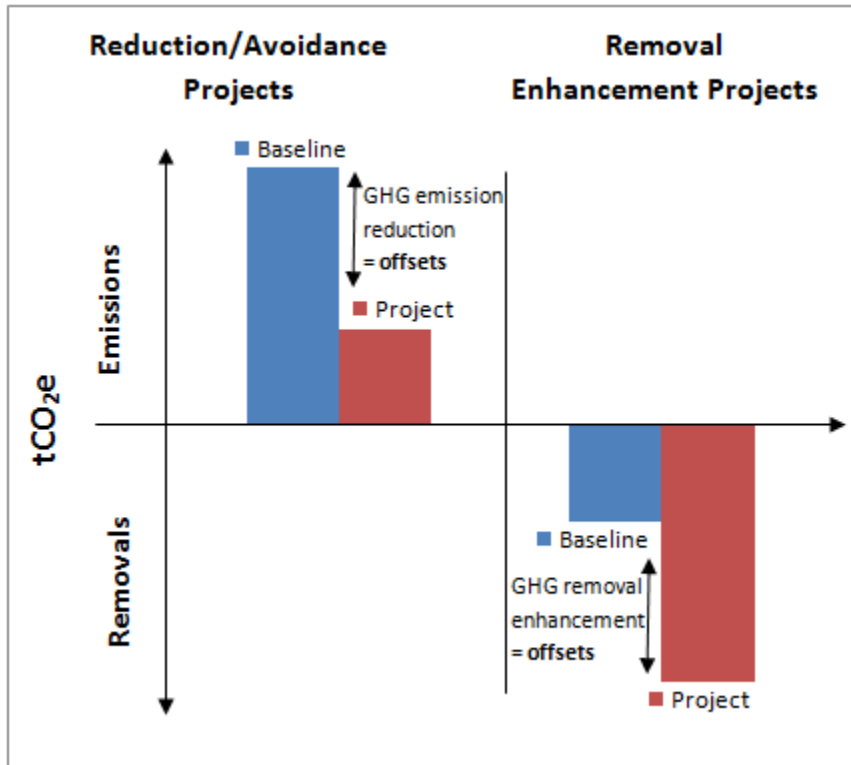 Reduction/Avoidance
Projects
Removal
Enhancement Projects
Baseline
GHG emission
reduction
= offsets
Project
Emissions
tCO₂e
Removals
Baseline
GHG removal
enhancement
= offsets
Project